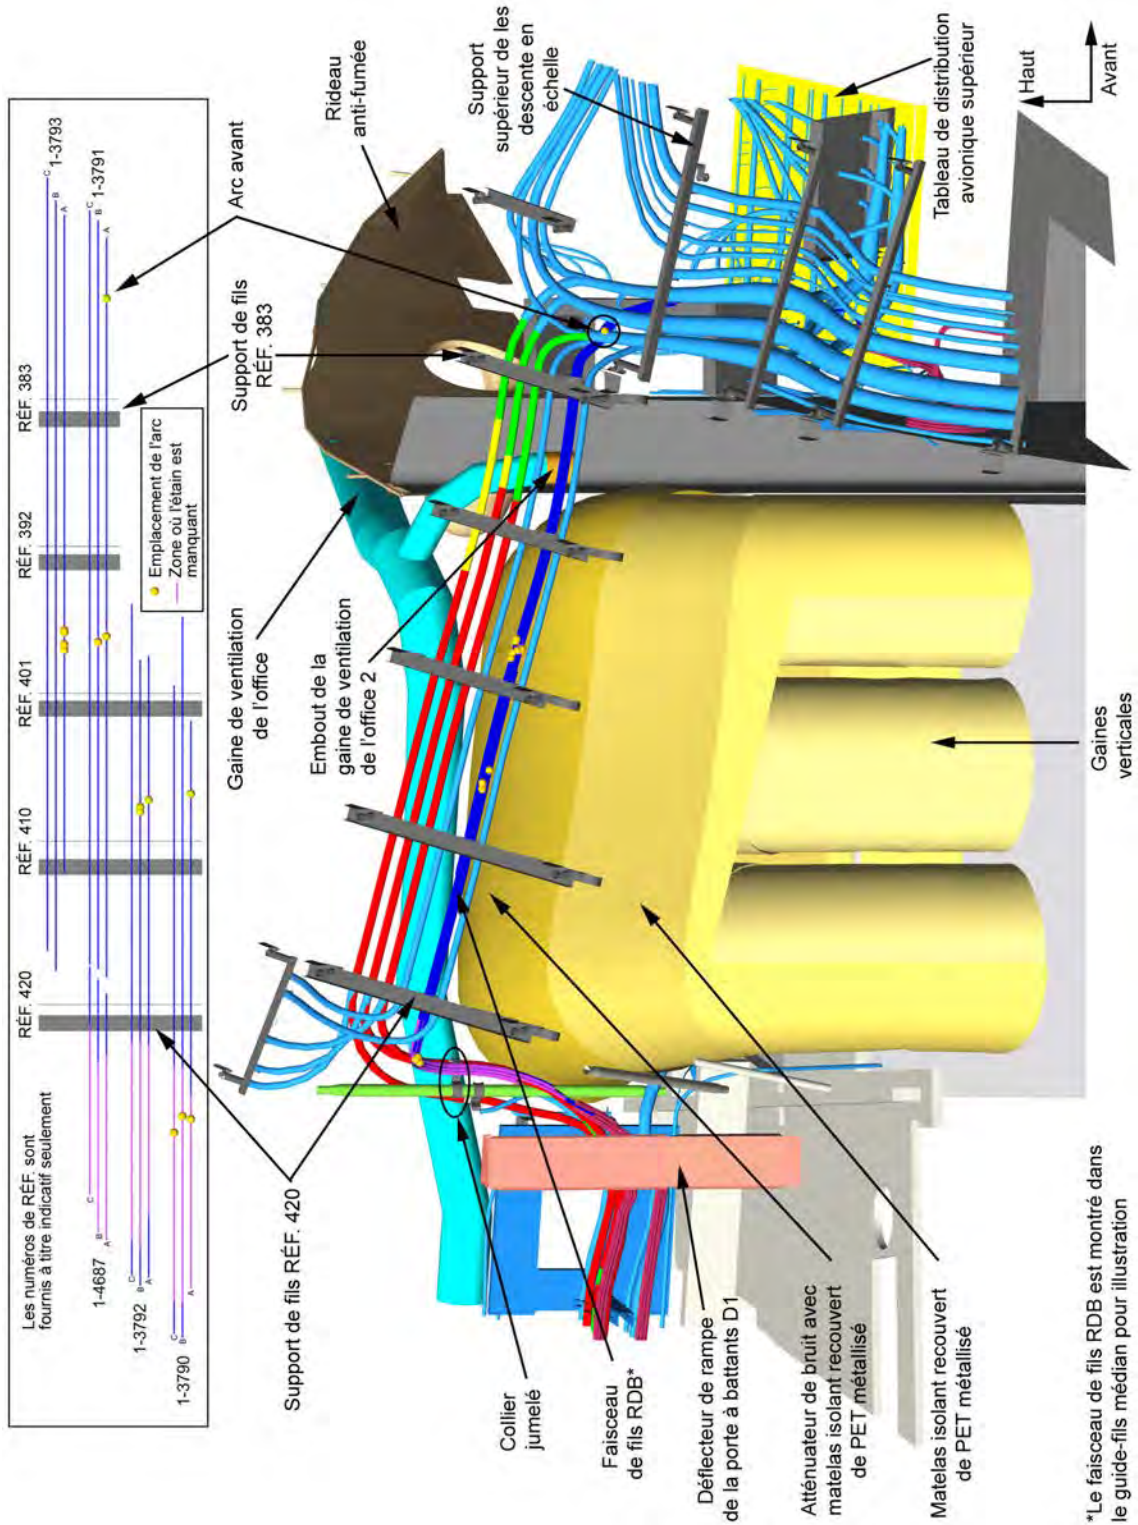 Les numéros de RÉF. sont
fournis à titre indicatif seulement
RÉF. 420
RÉF. 410
RÉF. 401
RÉF. 392
RÉF. 383
C
B
A
1-3793
C
B
A
1-3791
C
B
A
1-4687
C
B
A
1-3792
C
B
A
1-3790
Emplacement de l'arc
Zone où l'étain est
manquant
Support de fils RÉF. 420
Support de fils
RÉF. 383
Arc avant
Gaine de ventilation
de l'office
Rideau
anti-fumée
Embout de la
gaine de ventilation
de l'office 2
Support
supérieur de les
descente en
échelle
Collier
jumelé
Faisceau
de fils RDB*
Déflecteur de rampe
de la porte à battants D1
Atténuateur de bruit avec
matelas isolant recouvert
de PET métallisé
Matelas isolant recouvert
de PET métallisé
Gaines
verticales
Tableau de distribution
avionique supérieur
Haut
Avant
*Le faisceau de fils RDB est montré dans
le guide-fils médian pour illustration